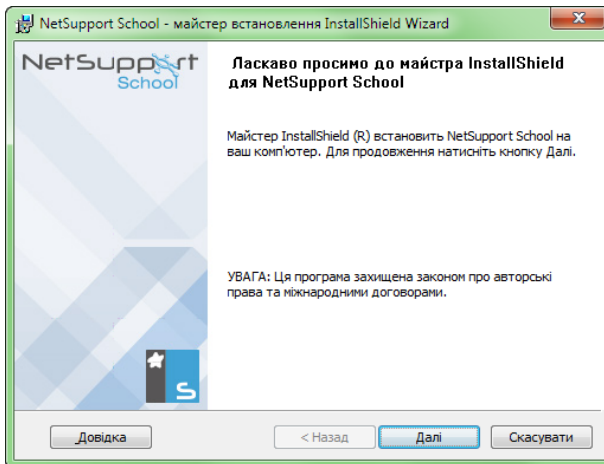 NetSupport School - майстер встановлення InstallShield Wizard
NetSupport
School
Ласкаво просимо до майстра InstallShield
для NetSupport School
Майстер InstallShield (R) встановить NetSupport School на
ваш комп'ютер. Для продовження натисніть кнопку Далі.
УВАГА: Ця програма захищена законом про авторські
права та міжнародними договорами.
S
Довідка
< Назад
Далі
Скасувати